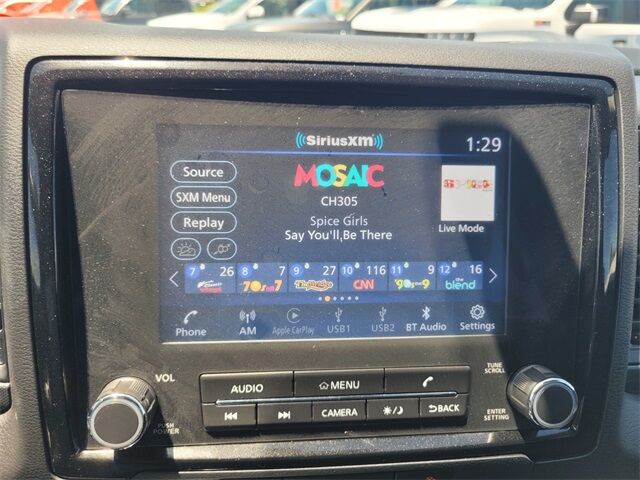 SiriusXM
1:29
Source
SXM Menu
Replay
MOSAIC
CH305
Spice Girls
Say You'll,Be There
Live Mode
7 26
8 7
9 27
10 116
11 9
12 16
70s on 7
CNN
90s on 9
the blend
Phone
AM
Apple CarPlay
USB1
USB2
BT Audio
Settings
VOL
PUSH
POWER
AUDIO
MENU
CAMERA
BACK
TUNE
SCROLL
ENTER
SETTING